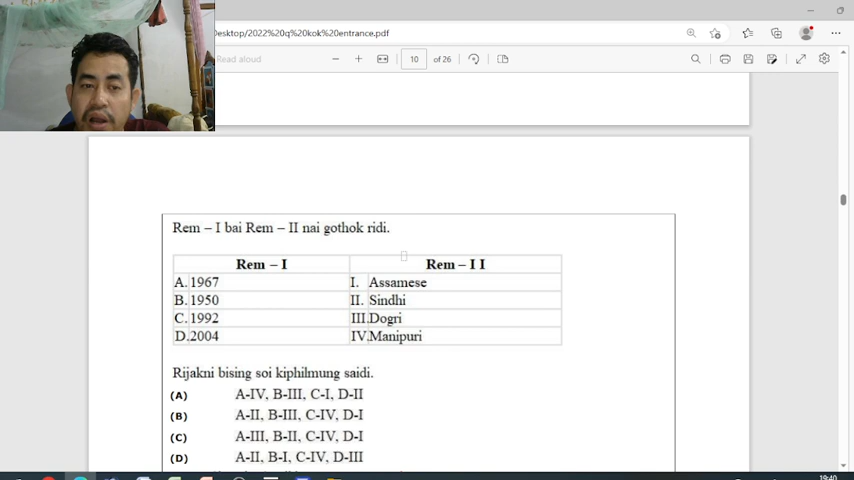 Desktop/2022%20q%20kok%20entrance.pdf
Read aloud
10 of 26
Rem – I bai Rem – II nai gothok ridi.
Rem – I Rem – I I
A. 1967 I. Assamese
B. 1950 II. Sindhi
C. 1992 III. Dogri
D. 2004 IV. Manipuri
Rijakni bising soi kiphilmung saidi.
(A) A-IV, B-III, C-I, D-II
(B) A-II, B-III, C-IV, D-I
(C) A-III, B-II, C-IV, D-I
(D) A-II, B-I, C-IV, D-III
19:40